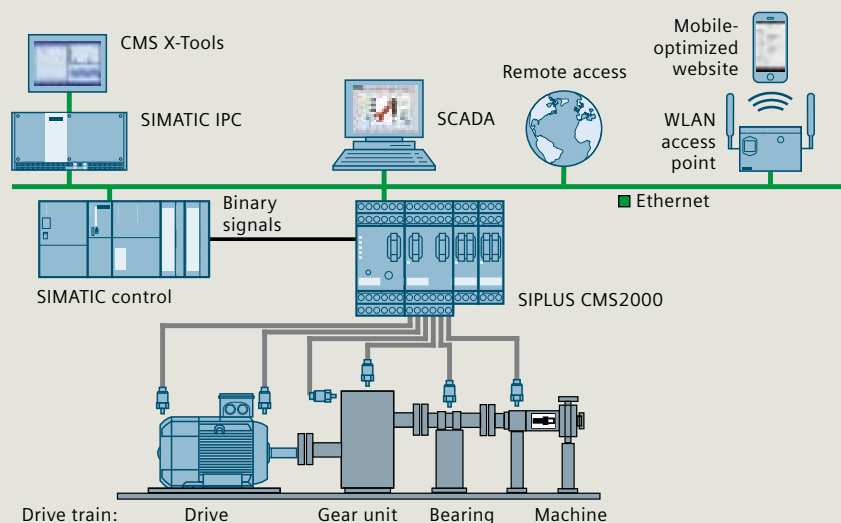 CMS X-Tools
SIMATIC IPC
SCADA
Remote access
Mobile-
optimized
website
WLAN
access
point
Ethernet
Binary
signals
SIMATIC control
SIPLUS CMS2000
Drive train: Drive Gear unit Bearing Machine